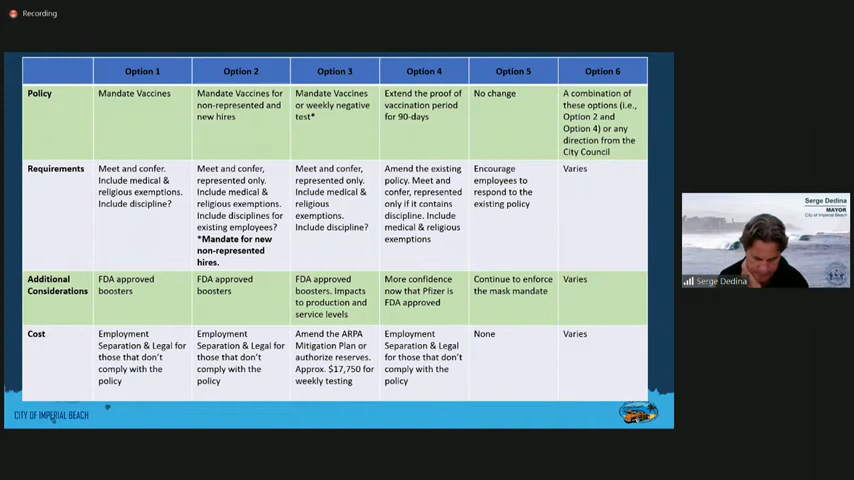 Recording
Option 1
Option 2
Option 3
Option 4
Option 5
Option 6
Policy
Mandate Vaccines
Mandate Vaccines for
non-represented and
new hires
Mandate Vaccines
or weekly negative
test*
Extend the proof of
vaccination period
for 90-days
No change
A combination of
these options (i.e.,
Option 2 and
Option 4) or any
direction from the
City Council
Requirements
Meet and confer.
Include medical &
religious exemptions.
Include discipline?
Meet and confer,
represented only.
Include medical &
religious exemptions.
Include disciplines for
existing employees?
*Mandate for new
non-represented
hires.
Meet and confer,
represented only.
Include medical &
religious
exemptions.
Include discipline?
Amend the existing
policy. Meet and
confer, represented
only if it contains
discipline. Include
medical & religious
exemptions
Encourage
employees to
respond to the
existing policy
Varies
Additional
Considerations
FDA approved
boosters
FDA approved
boosters
FDA approved
boosters. Impacts
to production and
service levels
More confidence
now that Pfizer is
FDA approved
Continue to enforce
the mask mandate
Varies
Cost
Employment
Separation & Legal for
those that don't
comply with the
policy
Employment
Separation & Legal for
those that don't
comply with the
policy
Amend the ARPA
Mitigation Plan or
authorize reserves.
Approx. $17,750 for
weekly testing
Employment
Separation & Legal
for those that don't
comply with the
policy
None
Varies
CITY OF IMPERIAL BEACH
Serge Dedina
MAYOR
City of Imperial Beach
Serge Dedina